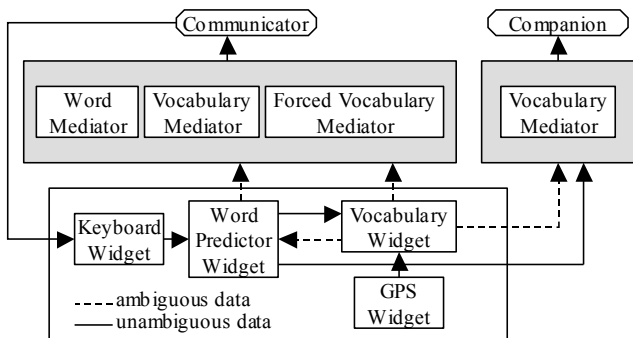 Communicator
Companion
Word
Mediator
Vocabulary
Mediator
Forced Vocabulary
Mediator
Vocabulary
Mediator
Keyboard
Widget
Word
Predictor
Widget
Vocabulary
Widget
GPS
Widget
ambiguous data
unambiguous data